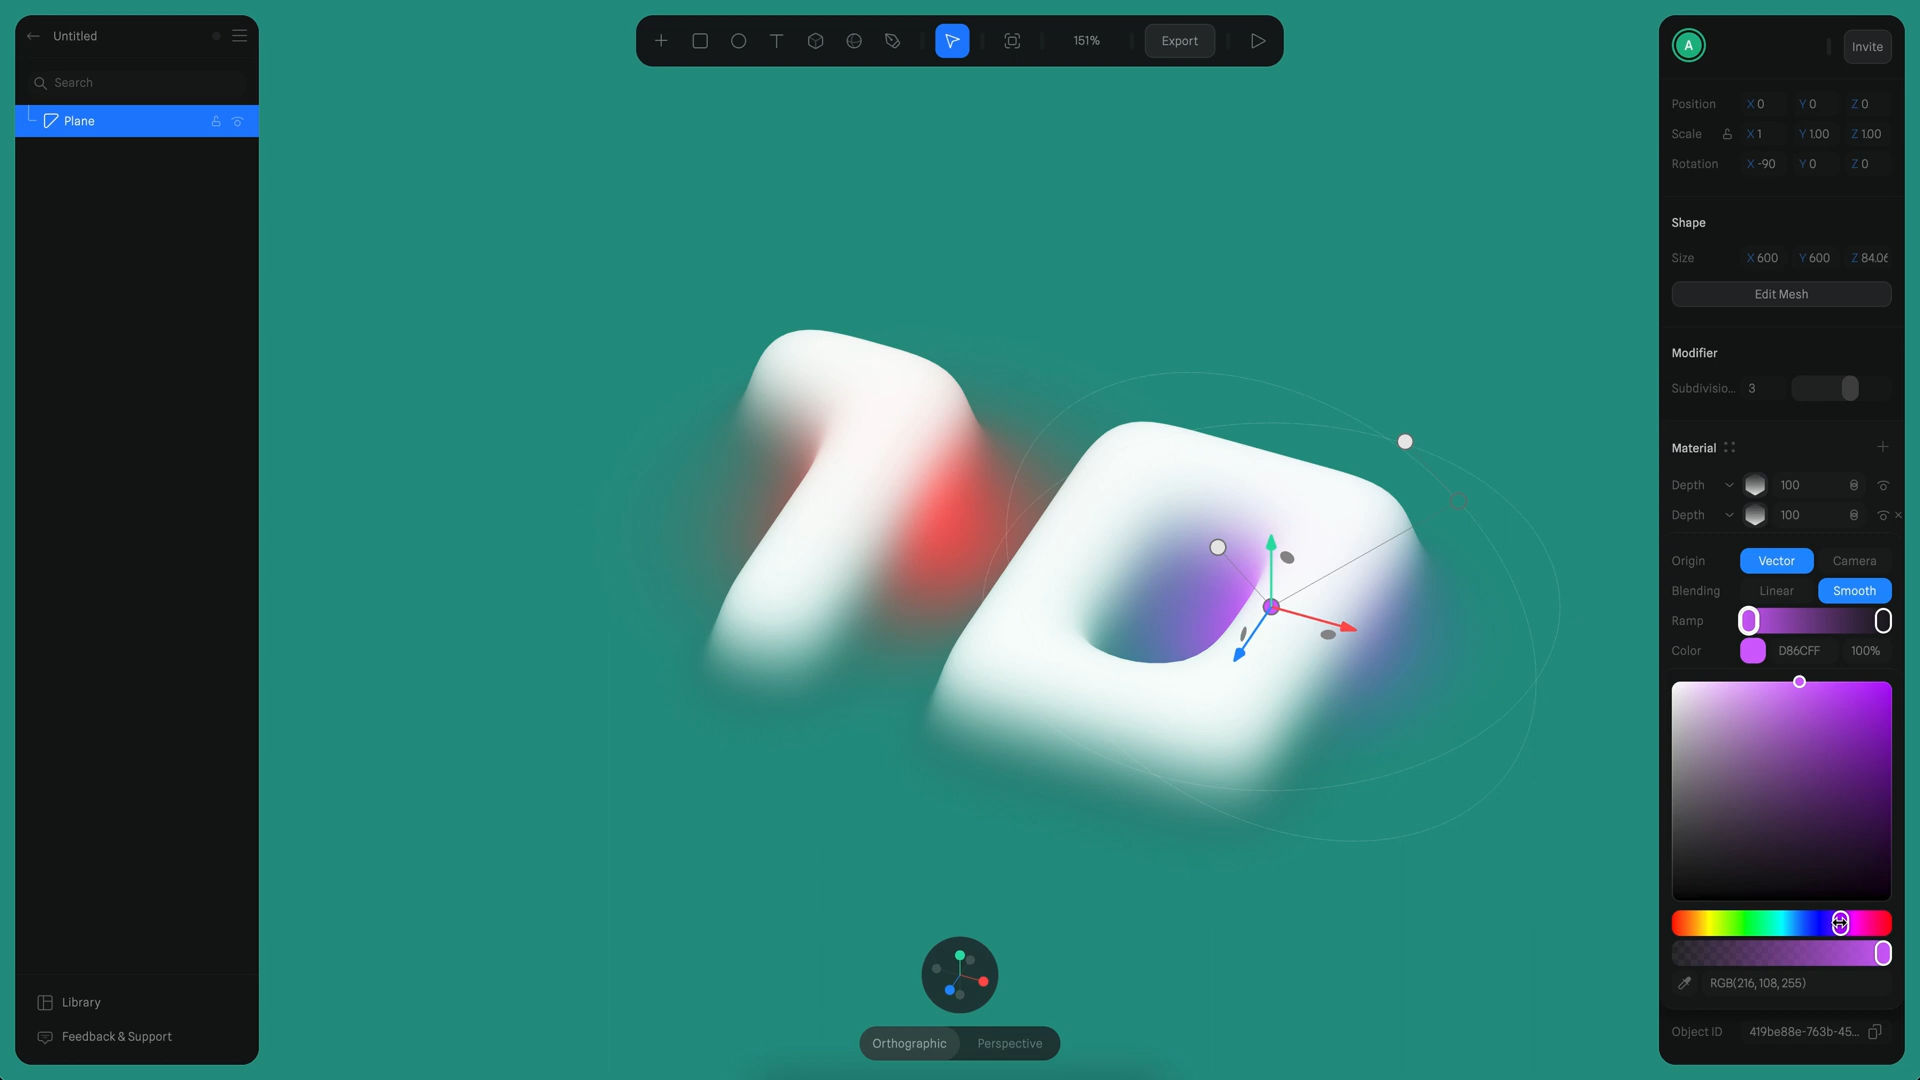 Untitled
Search
Plane
Library
Feedback & Support
151%
Export
Orthographic
Perspective
A
Invite
Position X 0 Y 0 Z 0
Scale X 1 Y 1.00 Z 1.00
Rotation X -90 Y 0 Z 0
Shape
Size X 600 Y 600 Z 84.06
Edit Mesh
Modifier
Subdivisio... 3
Material
Depth 100
Depth 100
Origin Vector Camera
Blending Linear Smooth
Ramp
Color D86CFF 100%
RGB(216, 108, 255)
Object ID 419be88e-763b-45...